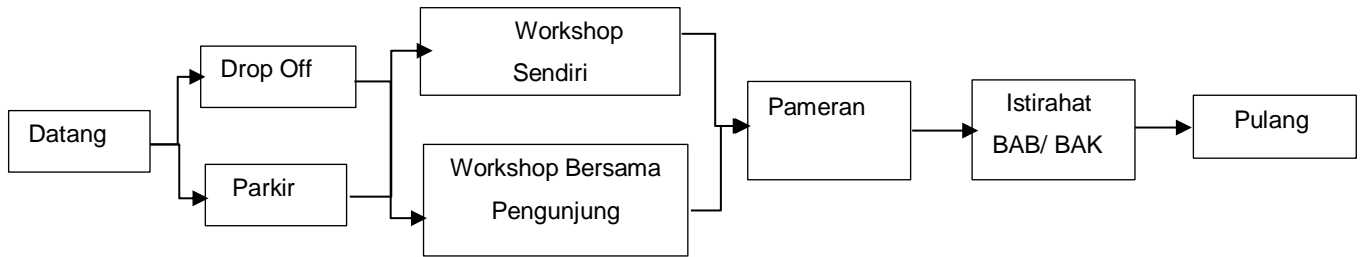 Datang
Drop Off
Parkir
Workshop
Sendiri
Workshop Bersama
Pengunjung
Pameran
Istirahat
BAB/ BAK
Pulang